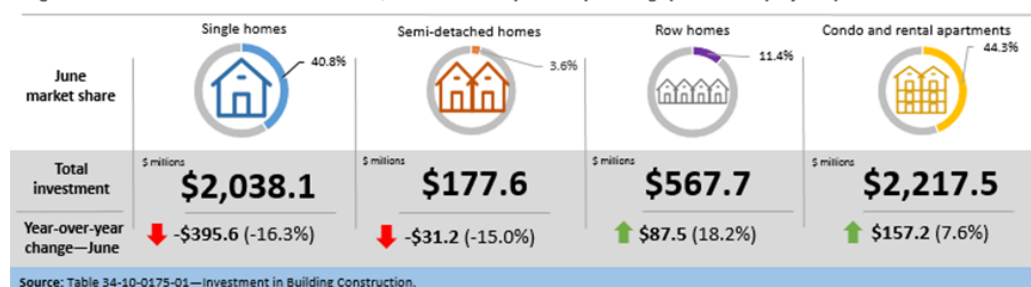 Single homes
Semi-detached homes
Row homes
Condo and rental apartments
June
market share
40.8%
3.6%
11.4%
44.3%
Total
investment
$ millions
$2,038.1
$ millions
$177.6
$ millions
$567.7
$ millions
$2,217.5
Year-over-year
change—June
-$395.6 (-16.3%)
-$31.2 (-15.0%)
$87.5 (18.2%)
$157.2 (7.6%)
Source: Table 34-10-0175-01—Investment in Building Construction.